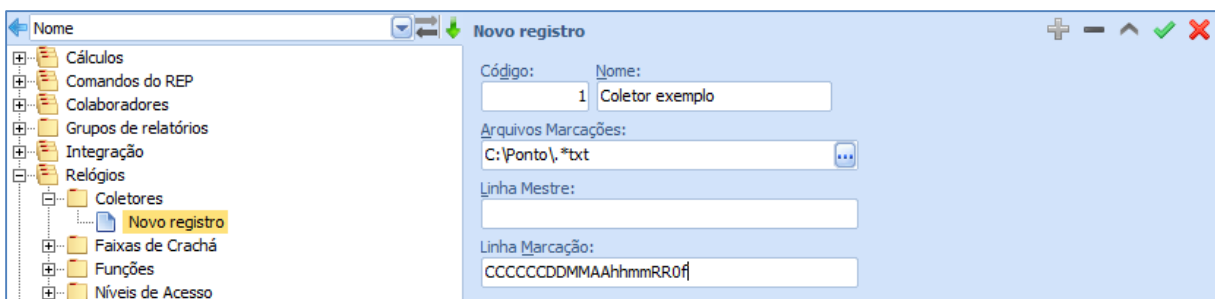 Nome
Cálculos
Comandos do REP
Colaboradores
Grupos de relatórios
Integração
Relógios
Coletores
Novo registro
Faixas de Crachá
Funções
Níveis de Acesso
Novo registro
Código: Nome:
1 Coletor exemplo
Arquivos Marcações:
C:\Ponto\.*txt
...
Linha Mestre:
Linha Marcação:
CCCCCCDDMMAAhhmmRR0f